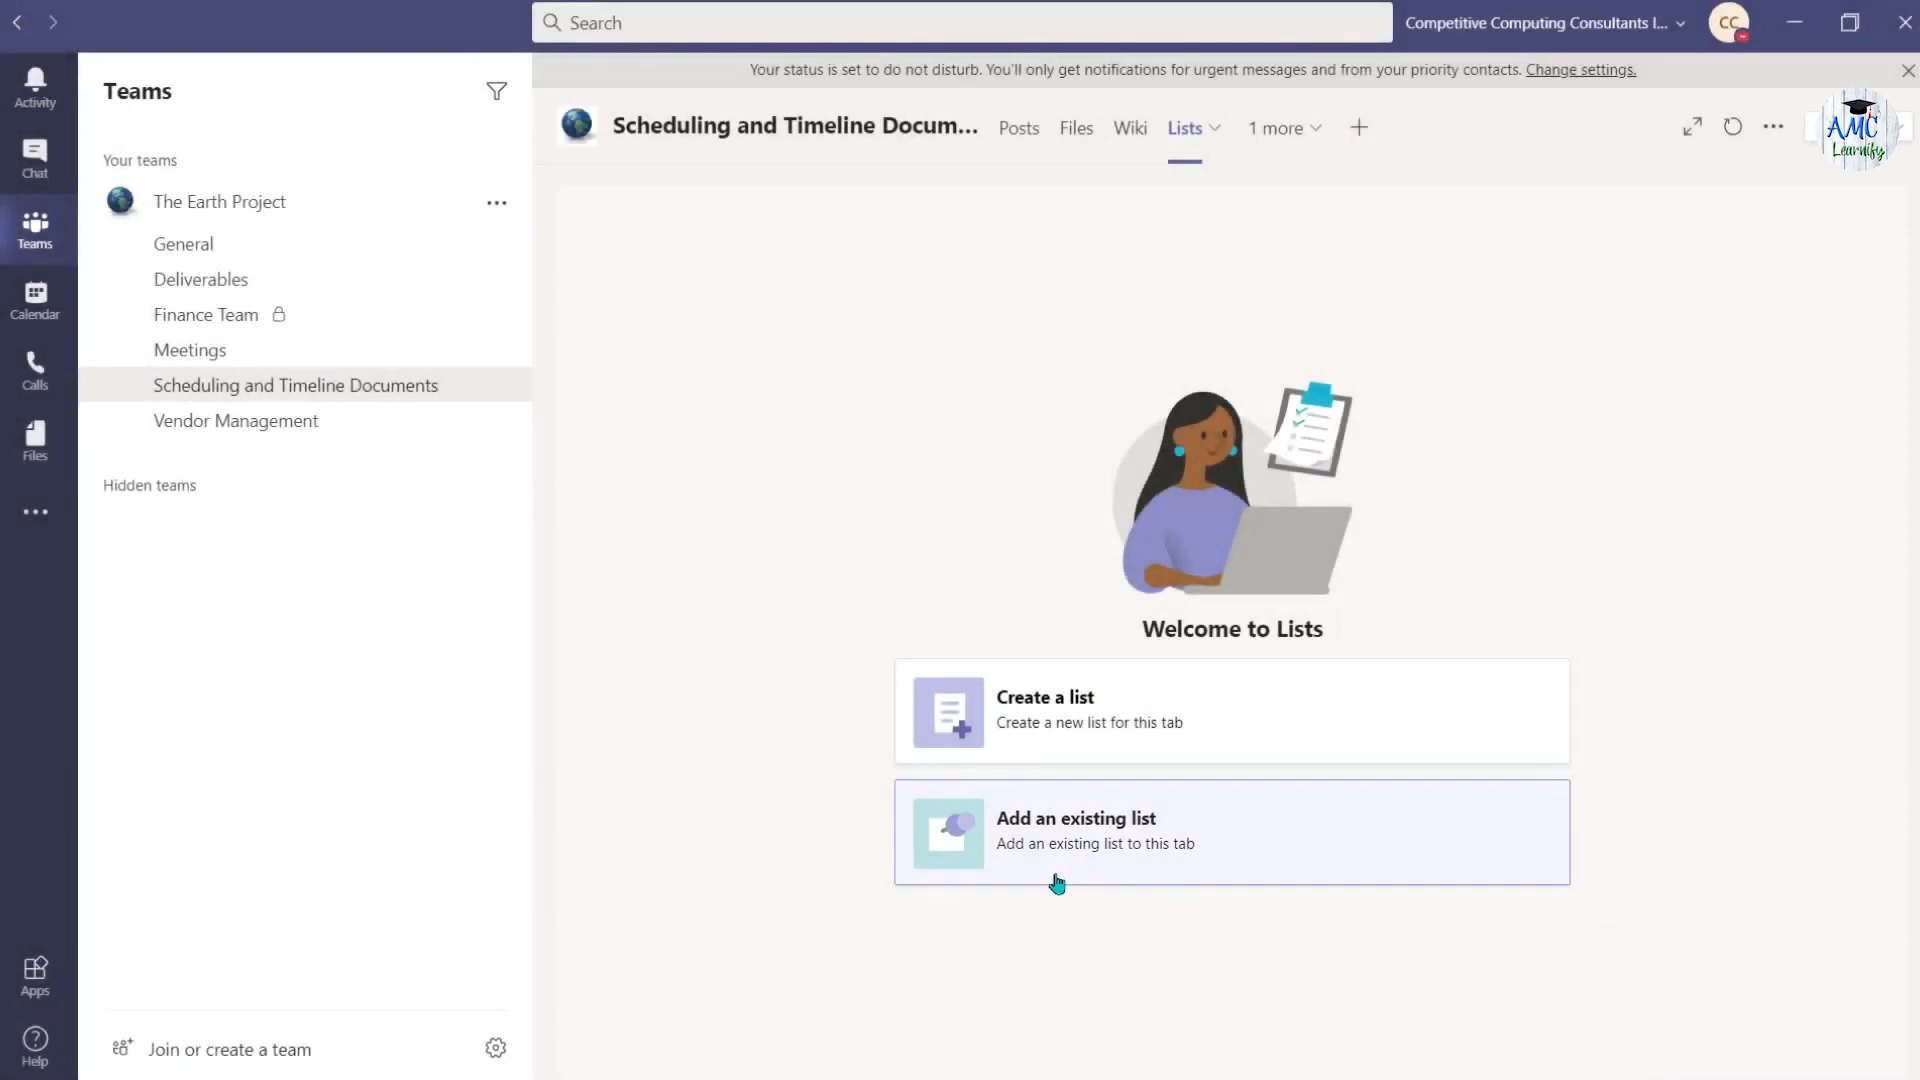 Search
Competitive Computing Consultants I...
CC
Your status is set to do not disturb. You'll only get notifications for urgent messages and from your priority contacts. Change settings.
Activity
Chat
Teams
Calendar
Calls
Files
Apps
Help
Teams
Your teams
The Earth Project
General
Deliverables
Finance Team
Meetings
Scheduling and Timeline Documents
Vendor Management
Hidden teams
Join or create a team
Scheduling and Timeline Docum...
Posts
Files
Wiki
Lists
1 more
AMC
Learnify
Welcome to Lists
Create a list
Create a new list for this tab
Add an existing list
Add an existing list to this tab